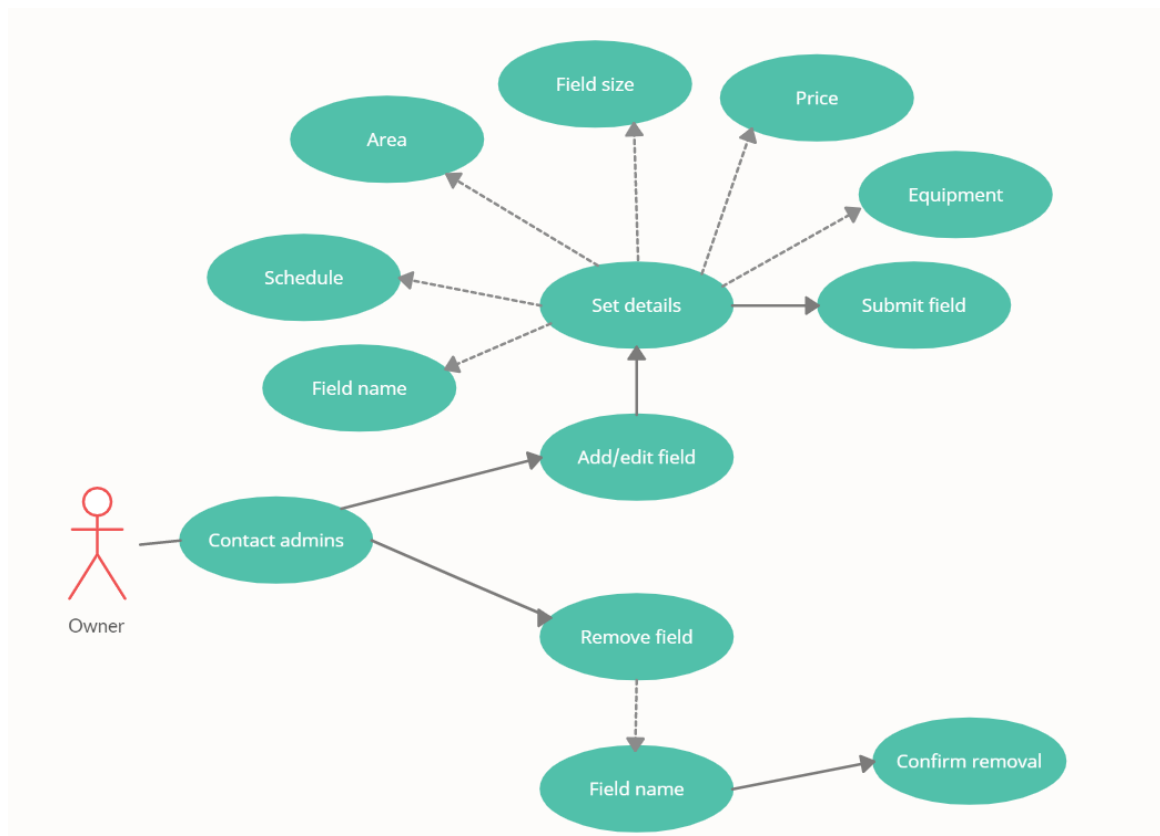 Field size
Price
Area
Equipment
Schedule
Set details
Submit field
Field name
Add/edit field
Contact admins
Owner
Remove field
Confirm removal
Field name